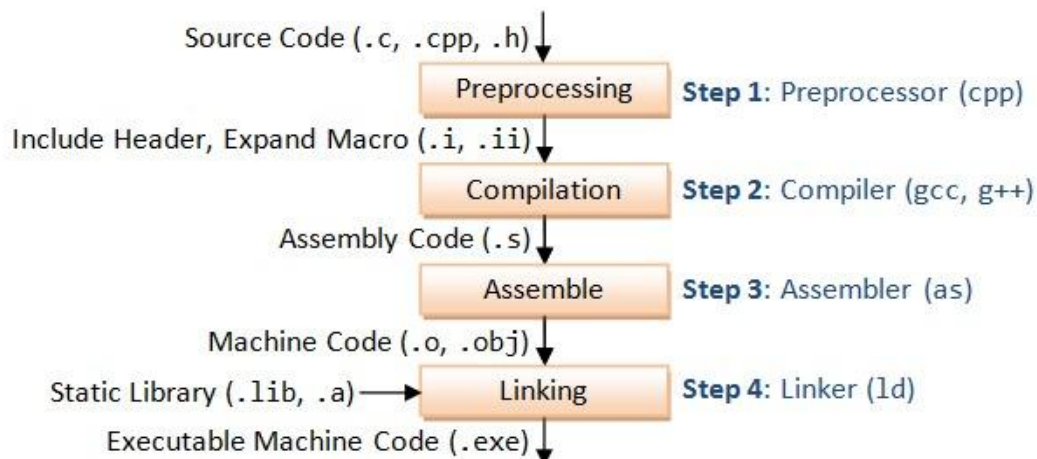 Source Code (.c, .cpp, .h)
Preprocessing
Step 1: Preprocessor (cpp)
Include Header, Expand Macro (.i, .ii)
Compilation
Step 2: Compiler (gcc, g++)
Assembly Code (.s)
Assemble
Step 3: Assembler (as)
Machine Code (.o, .obj)
Static Library (.lib, .a)
Linking
Step 4: Linker (ld)
Executable Machine Code (.exe)